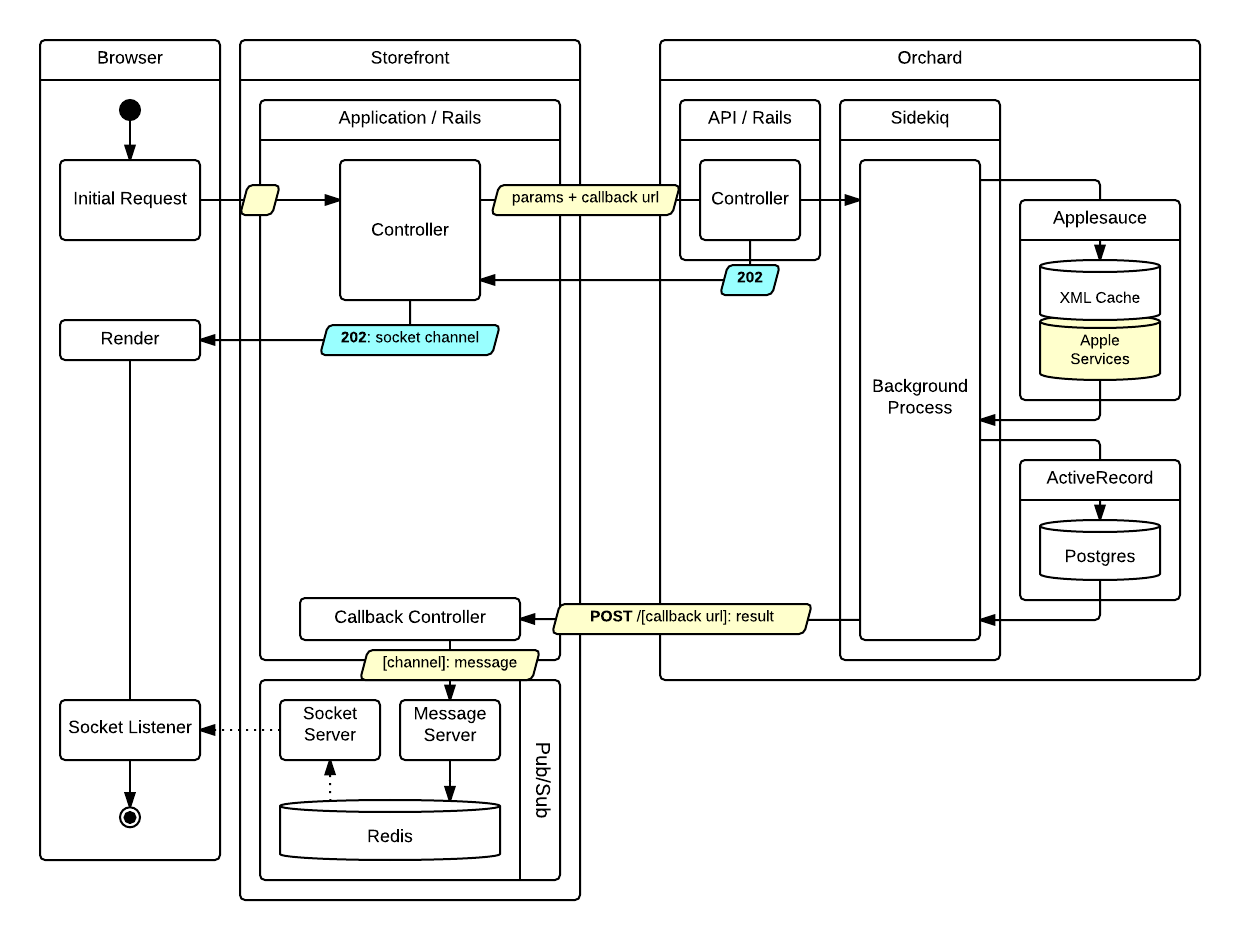 Browser
Storefront
Orchard
Application / Rails
API / Rails
Sidekiq
Initial Request
Controller
params + callback url
Controller
Applesauce
202
XML Cache
Render
202: socket channel
Apple
Services
Background
Process
ActiveRecord
Postgres
Callback Controller
POST /[callback url]: result
[channel]: message
Socket Listener
Socket
Server
Message
Server
Pub/Sub
Redis